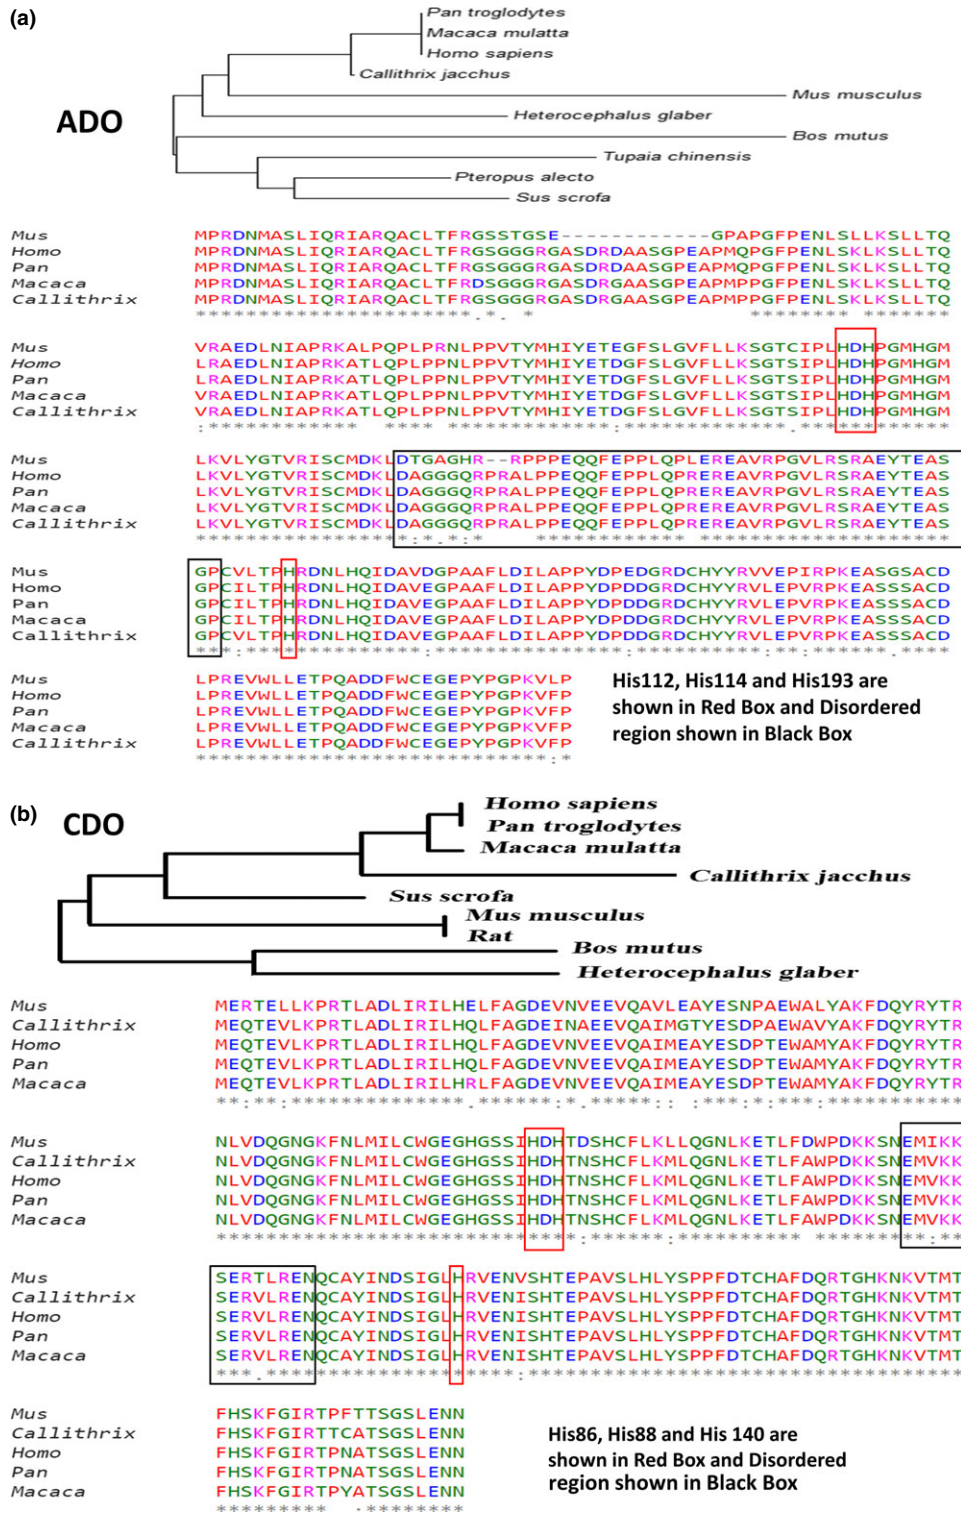 (a)
ADO
Pan troglodytes
Macaca mulatta
Homo sapiens
Callithrix jacchus
Mus musculus
Heterocephalus glaber
Bos mutus
Tupaia chinensis
Pteropus alecto
Sus scrofa
Mus MPRDNMASLIQRIARQACLTFRGSSTGSE------------GPAPGFPENLSLLKSLLTQ
Homo MPRDNMASLIQRIARQACLTFRGSGGGRGASDRDAASGPEAPMQPGFPENLSKLKSLLTQ
Pan MPRDNMASLIQRIARQACLTFRGSGGGRGASDRDAASGPEAPMQPGFPENLSKLKSLLTQ
Macaca MPRDNMASLIQRIARQACLTFRDSGGGRGASDRGAASGPEAPMPPGFPENLSKLKSLLTQ
Callithrix MPRDNMASLIQRIARQACLTFRGSGGGRGASDRGAASGPEAPMPPGFPENLSKLKSLLTQ
Mus VRAEDLNIAPRKALPQPLPRNLPPVTYMHIYETEGFSLGVFLLKSGTCIPLHDHPGMHGM
Homo LRAEDLNIAPRKATLQPLPPNLPPVTYMHIYETDGFSLGVFLLKSGTSIPLHDHPGMHGM
Pan LRAEDLNIAPRKATLQPLPPNLPPVTYMHIYETDGFSLGVFLLKSGTSIPLHDHPGMHGM
Macaca VRAEDLNIAPRKATLQPLPPNLPPVTYMHIYETDGFSLGVFLLKSGTSIPLHDHPGMHGM
Callithrix VRAEDLNIAPRKATLQPLPPNLPPVTYMHIYETDGFSLGVFLLKSGTSIPLHDHPGMHGM
Mus LKVLYGTVRISCMDKLDTGAGHR--RPPPEQQFEPPLQPLEREAVRPGVLRSRAEYTEAS
Homo LKVLYGTVRISCMDKLDAGGGQRPRALPPEQQFEPPLQPREREAVRPGVLRSRAEYTEAS
Pan LKVLYGTVRISCMDKLDAGGGQRPRALPPEQQFEPPLQPREREAVRPGVLRSRAEYTEAS
Macaca LKVLYGTVRISCMDKLDAGGGQRPRALPPEQQFEPPLQPREREAVRPGVLRSRAEYTEAS
Callithrix LKVLYGTVRISCMDKLDAGGGQRPRALPPEQQFEPPLQPREREAVRPGVLRSRAEYTEAS
Mus GPCVLTPHRDNLHQIDAVDGPAAFLDILAPPYDPEDGRDCHYYRVVEPIRPKEASGSACD
Homo GPCILTPHRDNLHQIDAVEGPAAFLDILAPPYDPDDGRDCHYYRVLEPVRPKEASSSACD
Pan GPCILTPHRDNLHQIDAVEGPAAFLDILAPPYDPDDGRDCHYYRVLEPVRPKEASSSACD
Macaca GPCILTPHRDNLHQIDAVEGPAAFLDILAPPYDPDDGRDCHYYRVLEPVRPKEASSSACD
Callithrix GPCVLTPHRDNLHQIDAVEGPAAFLDILAPPYDPDDGRDCHYYRVLEPVRPKEASSSACD
Mus LPREVWLLETPQADDFWCEGEPYPGPKVLP
Homo LPREVWLLETPQADDFWCEGEPYPGPKVFP
Pan LPREVWLLETPQADDFWCEGEPYPGPKVFP
Macaca LPREVWLLETPQADDFWCEGEPYPGPKVFP
Callithrix LPREVWLLETPQADDFWCEGEPYPGPKVFP
His112, His114 and His193 are
shown in Red Box and Disordered
region shown in Black Box
(b)
CDO
Homo sapiens
Pan troglodytes
Macaca mulatta
Callithrix jacchus
Sus scrofa
Mus musculus
Rat
Bos mutus
Heterocephalus glaber
Mus MERTELLKPRTLADLIRILHELFAGDEVNVEEVQAVLEAYESNPAEWALYAKFDQYRYTR
Callithrix MEQTEVLKPRTLADLIRILHQLFAGDEINAEEVQAIMGTYESDPAEWAVYAKFDQYRYTR
Homo MEQTEVLKPRTLADLIRILHQLFAGDEVNVEEVQAIMEAYESDPTEWAMYAKFDQYRYTR
Pan MEQTEVLKPRTLADLIRILHQLFAGDEVNVEEVQAIMEAYESDPTEWAMYAKFDQYRYTR
Macaca MEQTEVLKPRTLADLIRILHRLFAGDEVNVEEVQAIMEAYESDPTEWAMYAKFDQYRYTR
Mus NLVDQGNGKFNLMILCWGEGHGSSIHDHTDSHCFLKLLQGNLKETLFDWPDKKSNEMIKK
Callithrix NLVDQGNGKFNLMILCWGEGHGSSIHDHTNSHCFLKMLQGNLKETLFAWPDKKSNEMVKK
Homo NLVDQGNGKFNLMILCWGEGHGSSIHDHTNSHCFLKMLQGNLKETLFAWPDKKSNEMVKK
Pan NLVDQGNGKFNLMILCWGEGHGSSIHDHTNSHCFLKMLQGNLKETLFAWPDKKSNEMVKK
Macaca NLVDQGNGKFNLMILCWGEGHGSSIHDHTNSHCFLKMLQGNLKETLFAWPDKKSNEMVKK
Mus SERTLRENQCAYINDSIGLHRVENVSHTEPAVSLHLYSPPFDTCHAFDQRTGHKNKVTMT
Callithrix SERVLRENQCAYINDSIGLHRVENISHTEPAVSLHLYSPPFDTCHAFDQRTGHKNKVTMT
Homo SERVLRENQCAYINDSIGLHRVENISHTEPAVSLHLYSPPFDTCHAFDQRTGHKNKVTMT
Pan SERVLRENQCAYINDSIGLHRVENISHTEPAVSLHLYSPPFDTCHAFDQRTGHKNKVTMT
Macaca SERVLRENQCAYINDSIGLHRVENISHTEPAVSLHLYSPPFDTCHAFDQRTGHKNKVTMT
Mus FHSKFGIRTPFTTSGSLENN
Callithrix FHSKFGIRTTCATSGSLENN
Homo FHSKFGIRTPNATSGSLENN
Pan FHSKFGIRTPNATSGSLENN
Macaca FHSKFGIRTPYATSGSLENN
His86, His88 and His 140 are
shown in Red Box and Disordered
region shown in Black Box